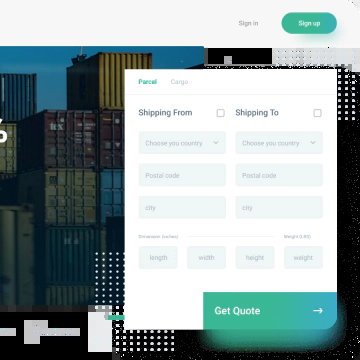 Sign in
Sign up
Parcel
Cargo
Shipping From
Shipping To
Choose you country
Choose you country
Postal code
Postal code
city
city
Dimension (inches)
Weight (LBS)
length
width
height
weight
Get Quote →